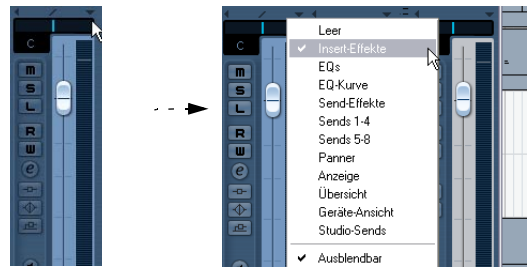 C
m
S
L
R
W
e
C
m
S
L
R
W
e
Leer
Insert-Effekte
EQs
EQ-Kurve
Send-Effekte
Sends 1-4
Sends 5-8
Panner
Anzeige
Übersicht
Geräte-Ansicht
Studio-Sends
Ausblendbar